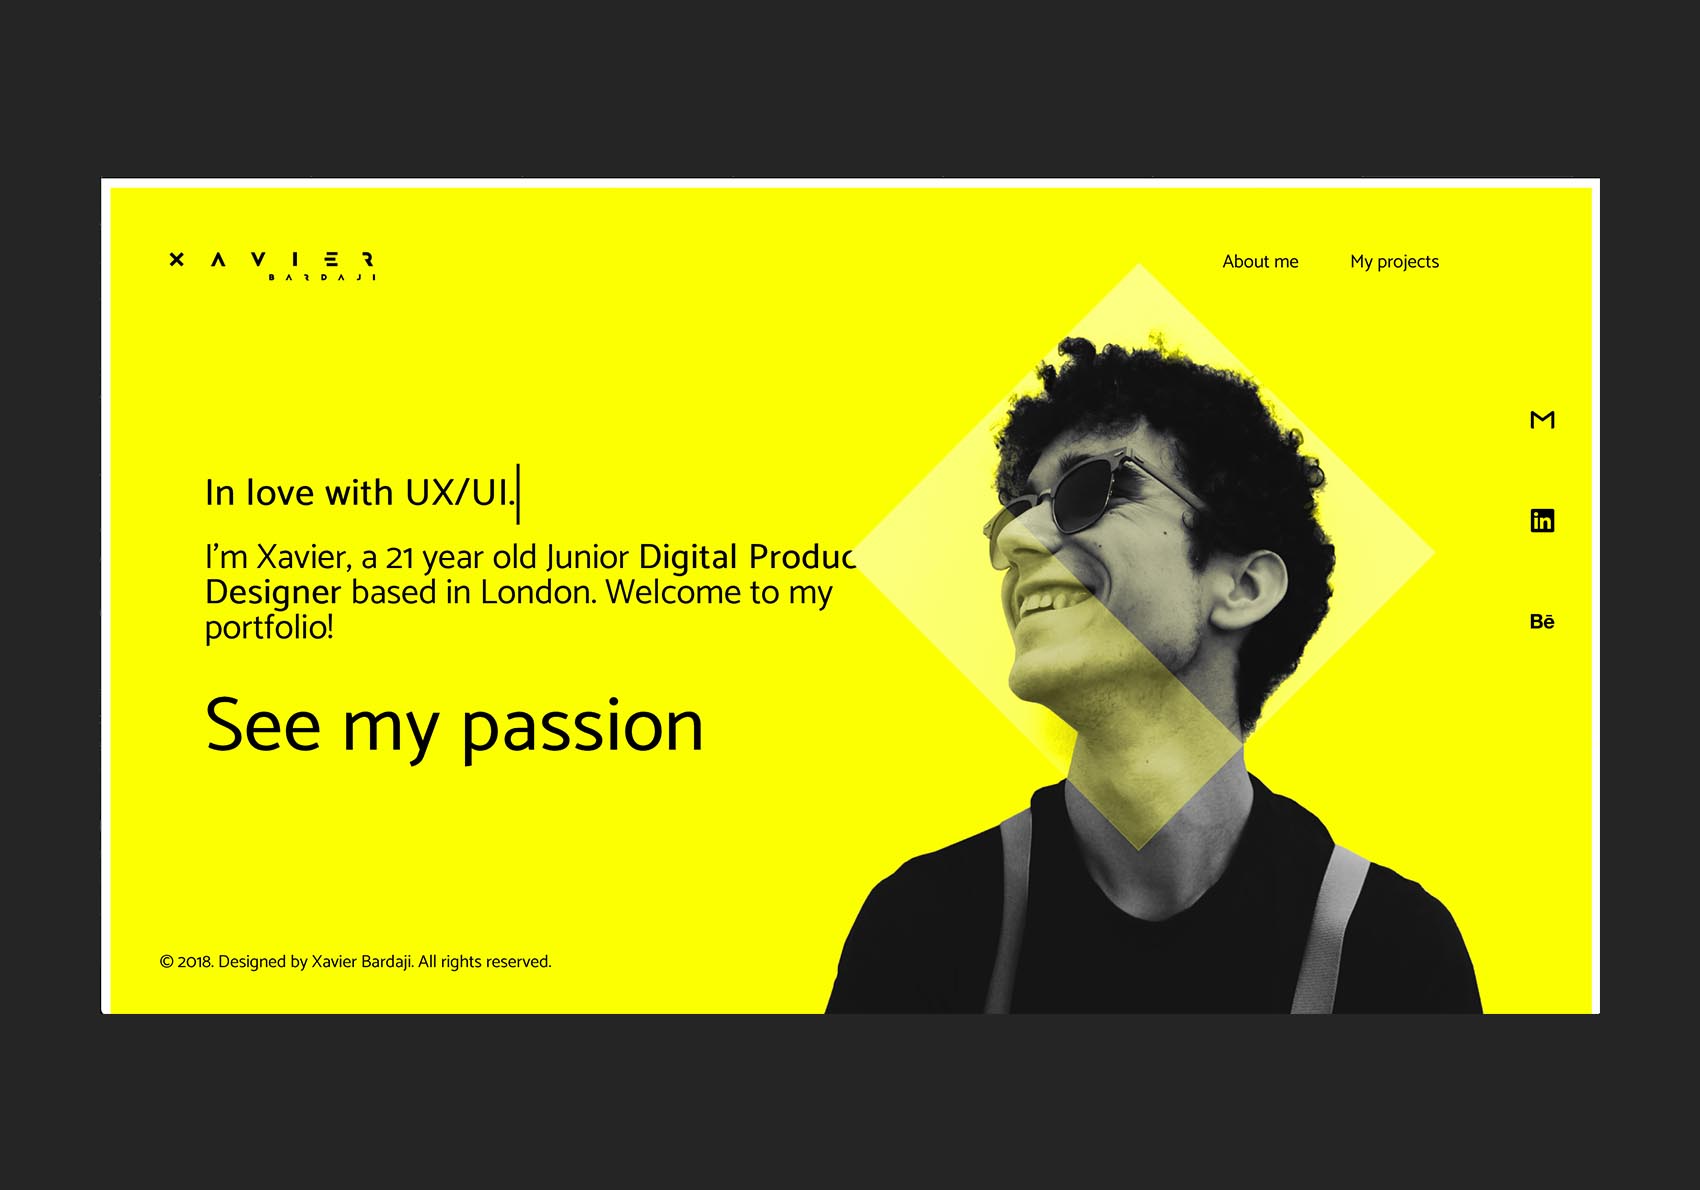 XAVIER
BARDAJI
About me
My projects
In love with UX/UI.
I'm Xavier, a 21 year old Junior Digital Produc
Designer based in London. Welcome to my
portfolio!
See my passion
in
Bē
© 2018. Designed by Xavier Bardaji. All rights reserved.